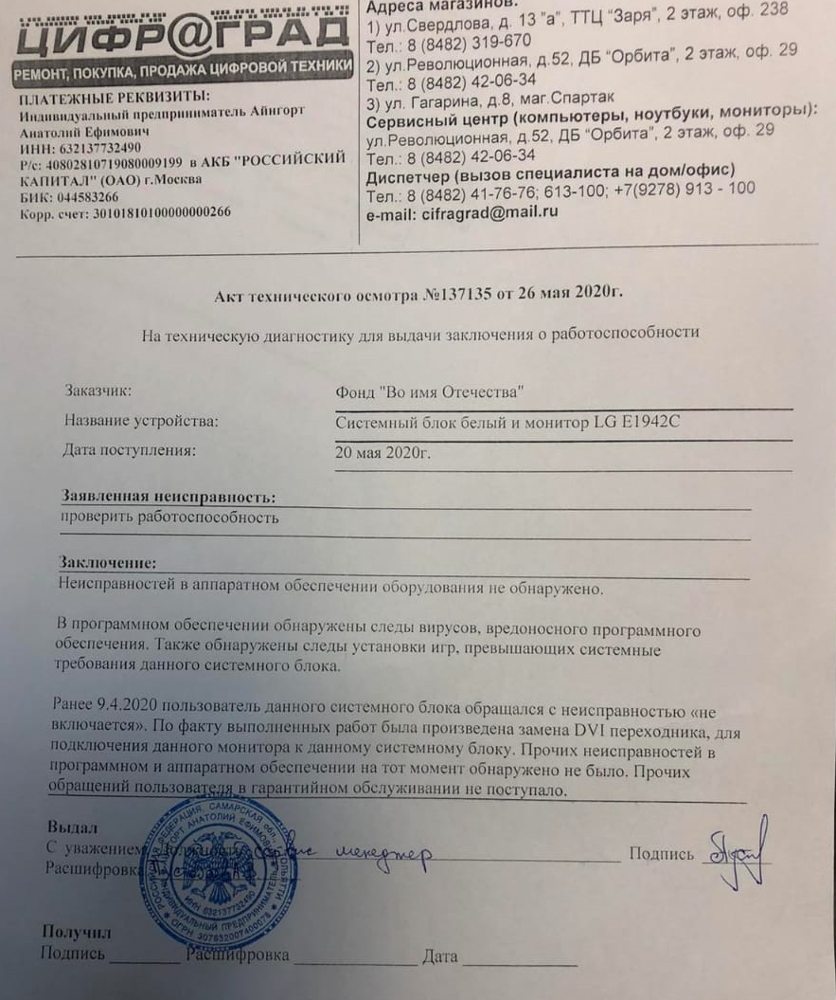 ЦИФР@ГРАД
РЕМОНТ, ПОКУПКА, ПРОДАЖА ЦИФРОВОЙ ТЕХНИКИ
ПЛАТЕЖНЫЕ РЕКВИЗИТЫ:
Индивидуальный предприниматель Айнгорт
Анатолий Ефимович
ИНН: 632137732490
Р/с: 40802810719080009199 в АКБ "РОССИЙСКИЙ
КАПИТАЛ" (ОАО) г.Москва
БИК: 044583266
Корр. счет: 30101810100000000266
Адреса магазинов:
1) ул.Свердлова, д. 13 "а", ТТЦ "Заря", 2 этаж, оф. 238
Тел.: 8 (8482) 319-670
2) ул.Революционная, д.52, ДБ "Орбита", 2 этаж, оф. 29
Тел.: 8 (8482) 42-06-34
3) ул. Гагарина, д.8, маг.Спартак
Сервисный центр (компьютеры, ноутбуки, мониторы):
ул.Революционная, д.52, ДБ "Орбита", 2 этаж, оф. 29
Тел.: 8 (8482) 42-06-34
Диспетчер (вызов специалиста на дом/офис)
Тел.: 8 (8482) 41-76-76; 613-100; +7(9278) 913 - 100
e-mail: cifragrad@mail.ru
Акт технического осмотра №137135 от 26 мая 2020г.
На техническую диагностику для выдачи заключения о работоспособности
Заказчик: Фонд "Во имя Отечества"
Название устройства: Системный блок белый и монитор LG E1942C
Дата поступления: 20 мая 2020г.
Заявленная неисправность:
проверить работоспособность
Заключение:
Неисправностей в аппаратном обеспечении оборудования не обнаружено.
В программном обеспечении обнаружены следы вирусов, вредоносного программного
обеспечения. Также обнаружены следы установки игр, превышающих системные
требования данного системного блока.
Ранее 9.4.2020 пользователь данного системного блока обращался с неисправностью «не
включается». По факту выполненных работ была произведена замена DVI переходника, для
подключения данного монитора к данному системному блоку. Прочих неисправностей в
программном и аппаратном обеспечении на тот момент обнаружено не было. Прочих
обращений пользователя в гарантийном обслуживании не поступало.
Выдал
С уважением, Должность сервис менеджер Подпись
Расшифровка
РОССИЙСКАЯ ФЕДЕРАЦИЯ, САМАРСКАЯ обл., г. ТОЛЬЯТТИ
ОГРН 307632007400078
АЙНГОРТ АНАТОЛИЙ ЕФИМОВИЧ
ИНДИВИДУАЛЬНЫЙ ПРЕДПРИНИМАТЕЛЬ
ИНН 632137732490
Получил
Подпись Расшифровка Дата